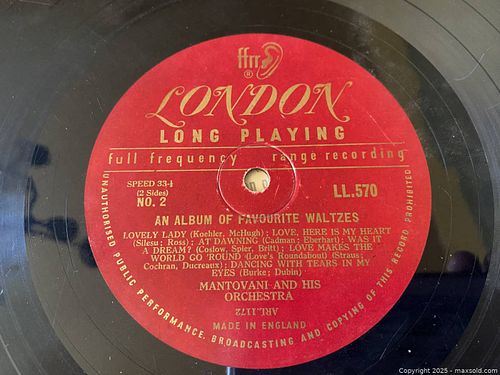 ffrr
®
LONDON
LONG PLAYING
full frequency range recording
SPEED 33⅓
(2 Sides)
NO. 2
LL.570
AN ALBUM OF FAVOURITE WALTZES
LOVELY LADY (Koehler, McHugh); LOVE, HERE IS MY HEART
(Silesu; Ross); AT DAWNING (Cadman; Eberhart); WAS IT
A DREAM? (Coslow, Spier, Britt); LOVE MAKES THE
WORLD GO 'ROUND (Love's Roundabout) (Straus;
Cochran, Ducreaux); DANCING WITH TEARS IN MY
EYES (Burke; Dubin)
MANTOVANI AND HIS
ORCHESTRA
ARL.1172
MADE IN ENGLAND
UNAUTHORISED PUBLIC PERFORMANCE, BROADCASTING AND COPYING OF THIS RECORD PROHIBITED
Copyright 2025 - maxsold.com